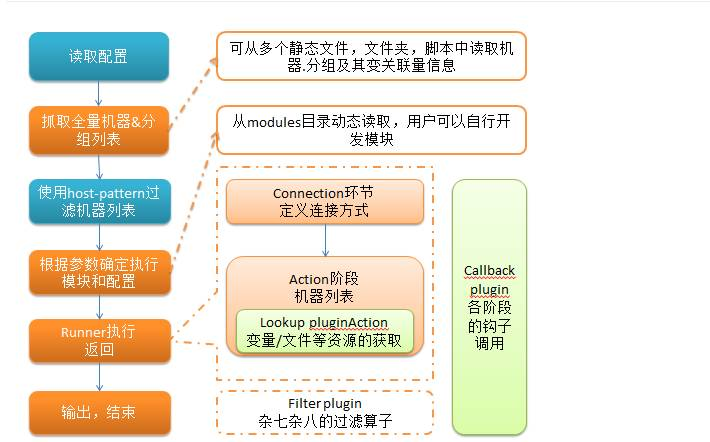 读取配置
抓取全量机器&分
组列表
使用host-pattern过
滤机器列表
根据参数确定执行
模块和配置
Runner执行
返回
输出，结束
可从多个静态文件，文件夹，脚本中读取机
器.分组及其变关联量信息
从modules目录动态读取，用户可以自行开
发模块
Connection环节
定义连接方式
Action阶段
机器列表
Lookup pluginAction
变量/文件等资源的获取
Filter plugin
杂七杂八的过滤算子
Callback
plugin
各阶段
的钩子
调用